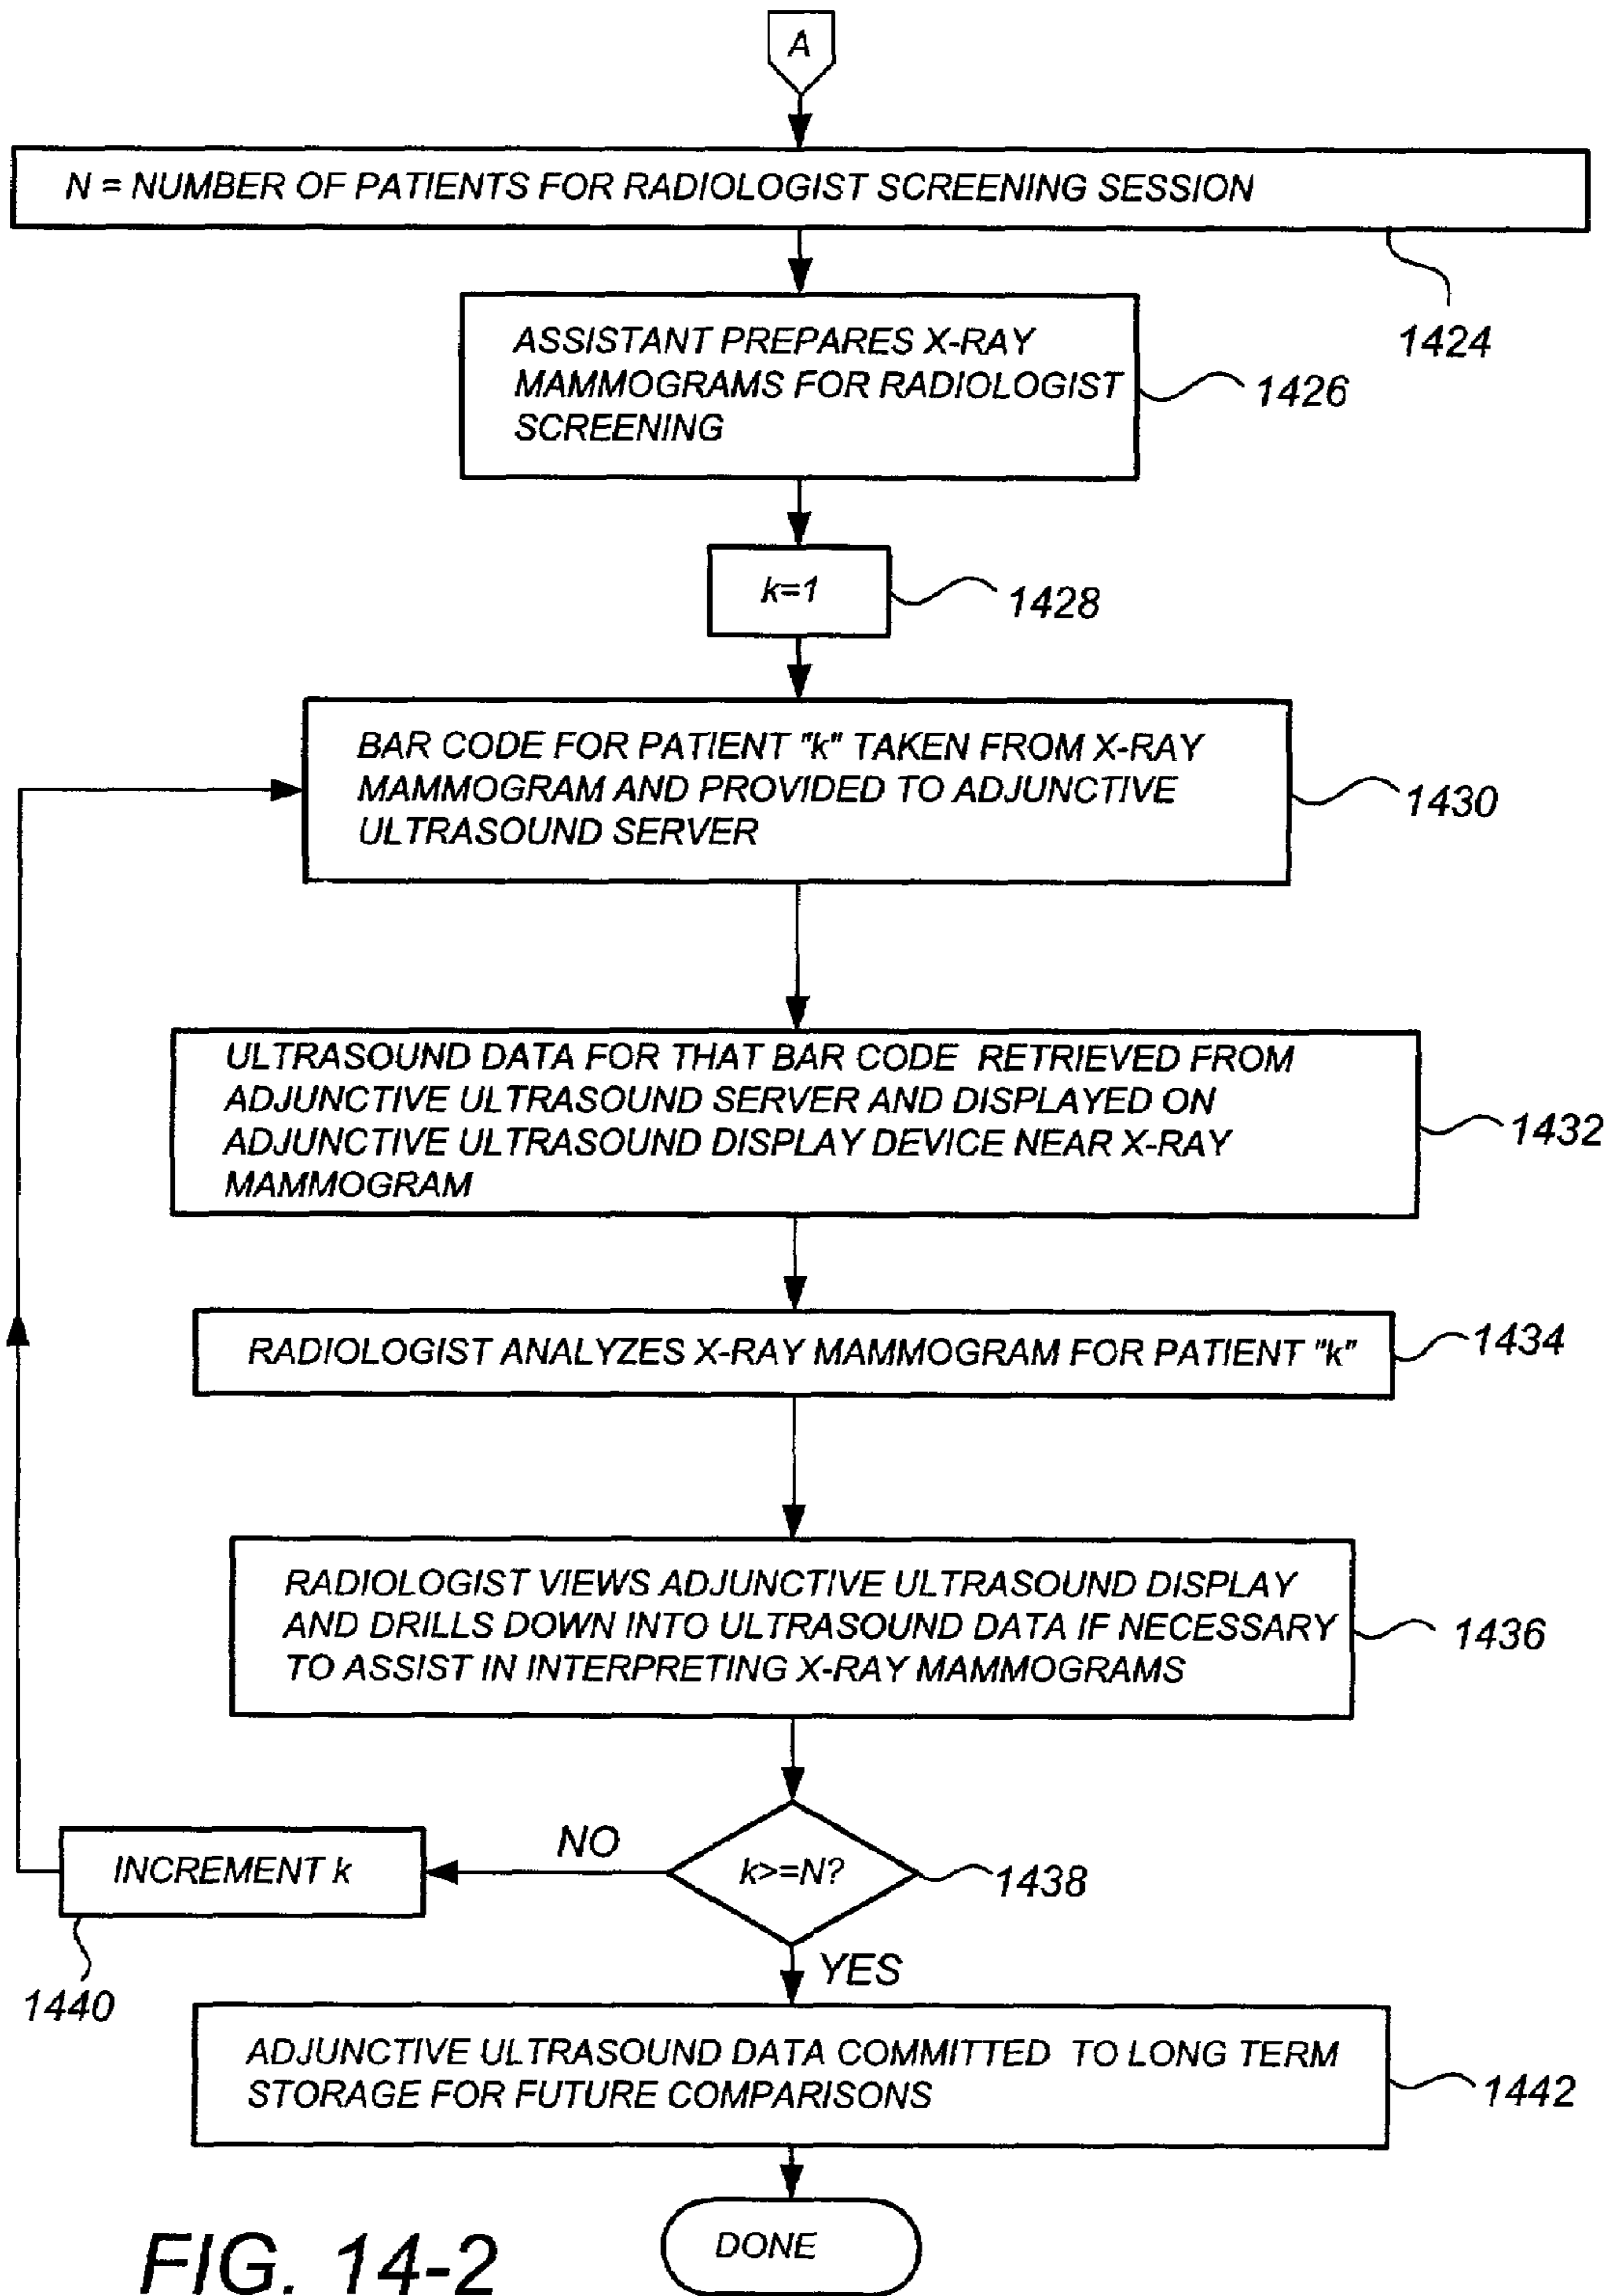 A
N = NUMBER OF PATIENTS FOR RADIOLOGIST SCREENING SESSION
1424
ASSISTANT PREPARES X-RAY
MAMMOGRAMS FOR RADIOLOGIST
SCREENING
1426
k=1
1428
BAR CODE FOR PATIENT "k" TAKEN FROM X-RAY
MAMMOGRAM AND PROVIDED TO ADJUNCTIVE
ULTRASOUND SERVER
1430
ULTRASOUND DATA FOR THAT BAR CODE RETRIEVED FROM
ADJUNCTIVE ULTRASOUND SERVER AND DISPLAYED ON
ADJUNCTIVE ULTRASOUND DISPLAY DEVICE NEAR X-RAY
MAMMOGRAM
1432
RADIOLOGIST ANALYZES X-RAY MAMMOGRAM FOR PATIENT "k"
1434
RADIOLOGIST VIEWS ADJUNCTIVE ULTRASOUND DISPLAY
AND DRILLS DOWN INTO ULTRASOUND DATA IF NECESSARY
TO ASSIST IN INTERPRETING X-RAY MAMMOGRAMS
1436
k>=N?
1438
NO
INCREMENT k
1440
YES
ADJUNCTIVE ULTRASOUND DATA COMMITTED TO LONG TERM
STORAGE FOR FUTURE COMPARISONS
1442
DONE
FIG. 14-2